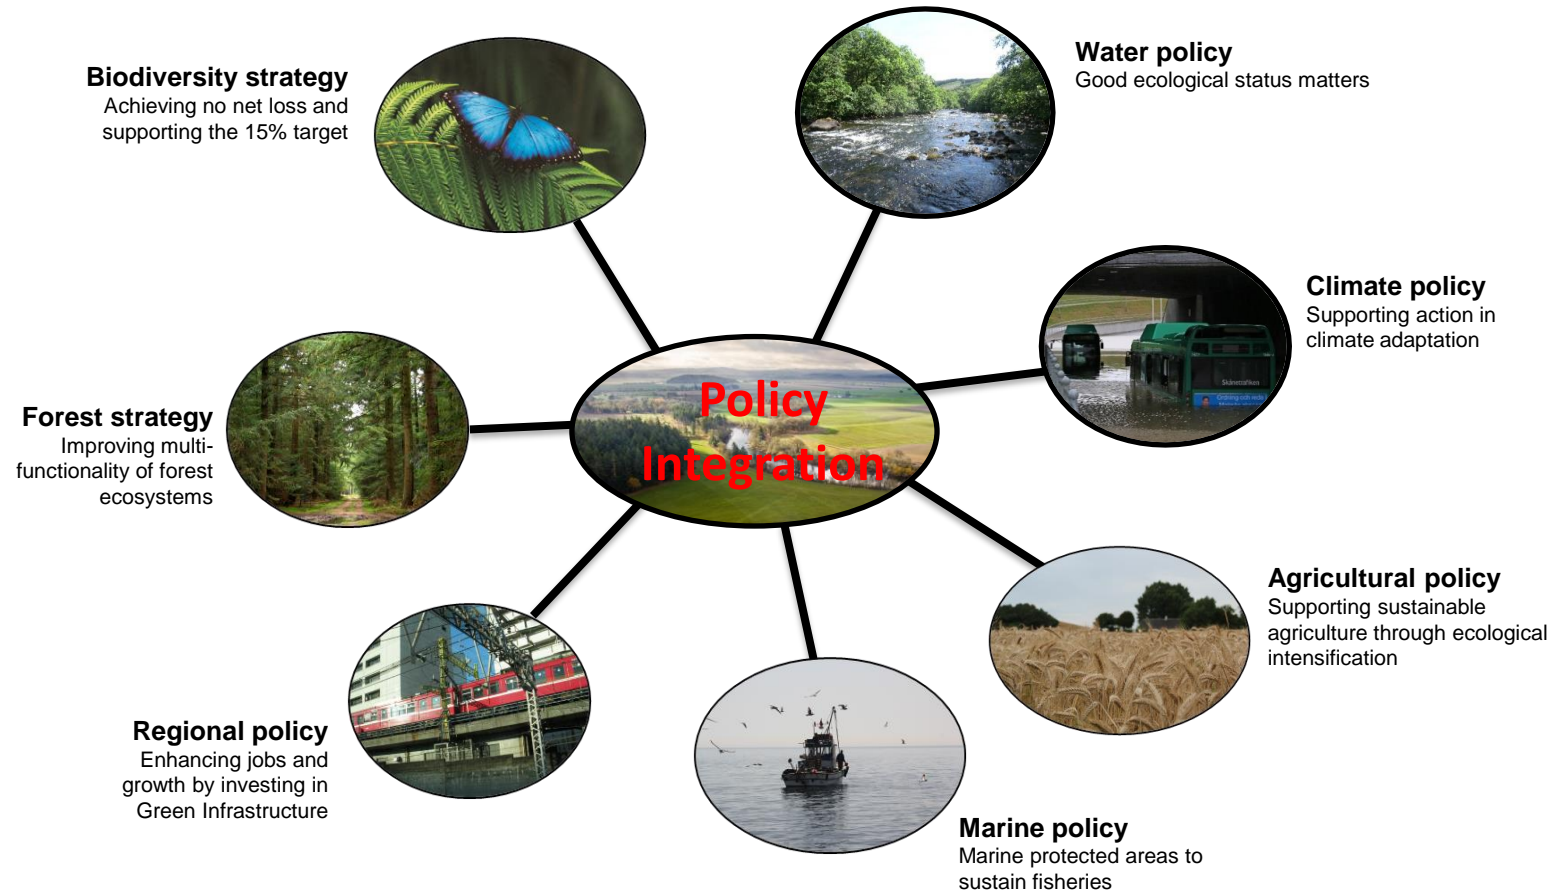 Biodiversity strategy
Achieving no net loss and
supporting the 15% target
Water policy
Good ecological status matters
Climate policy
Supporting action in
climate adaptation
Skånetrafiken
Policy
Integration
Forest strategy
Improving multi-
functionality of forest
ecosystems
Agricultural policy
Supporting sustainable
agriculture through ecological
intensification
Regional policy
Enhancing jobs and
growth by investing in
Green Infrastructure
Marine policy
Marine protected areas to
sustain fisheries